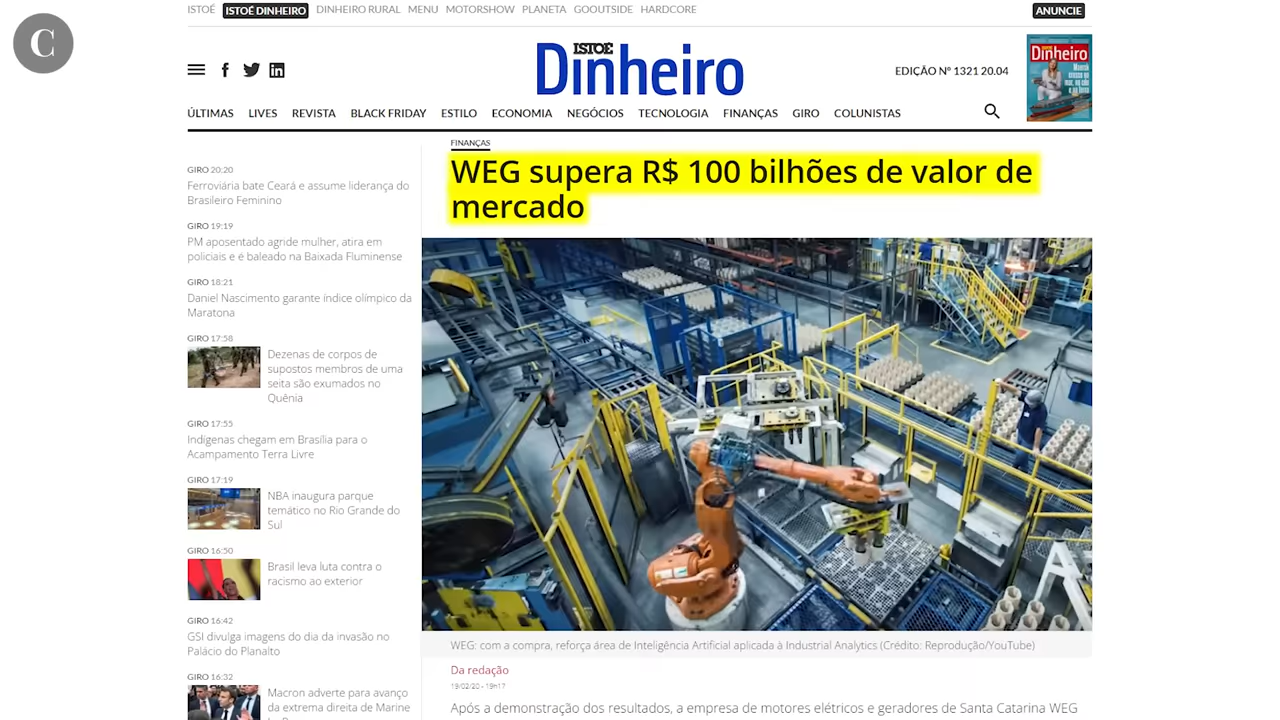 C
ISTOÉ ISTOÉ DINHEIRO DINHEIRO RURAL MENU MOTORSHOW PLANETA GOOUTSIDE HARDCORE ANUNCIE
ISTOÉ
Dinheiro
EDIÇÃO Nº 1321 20.04
Dinheiro
ÚLTIMAS LIVES REVISTA BLACK FRIDAY ESTILO ECONOMIA NEGÓCIOS TECNOLOGIA FINANÇAS GIRO COLUNISTAS
GIRO 20:20
Ferroviária bate Ceará e assume liderança do
Brasileiro Feminino
GIRO 19:19
PM aposentado agride mulher, atira em
policiais e é baleado na Baixada Fluminense
GIRO 18:21
Daniel Nascimento garante índice olímpico da
Maratona
GIRO 17:58
Dezenas de corpos de
supostos membros de uma
seita são exumados no
Quênia
GIRO 17:55
Indígenas chegam em Brasília para o
Acampamento Terra Livre
GIRO 17:19
NBA inaugura parque
temático no Rio Grande do
Sul
GIRO 16:50
Brasil leva luta contra o
racismo ao exterior
GIRO 16:42
GSI divulga imagens do dia da invasão no
Palácio do Planalto
GIRO 16:32
Macron adverte para avanço
da extrema direita de Marine
FINANÇAS
WEG supera R$ 100 bilhões de valor de
mercado
WEG: com a compra, reforça área de Inteligência Artificial aplicada à Industrial Analytics (Crédito: Reprodução/YouTube)
Da redação
19/02/20 - 19h17
Após a demonstração dos resultados, a empresa de motores elétricos e geradores de Santa Catarina WEG